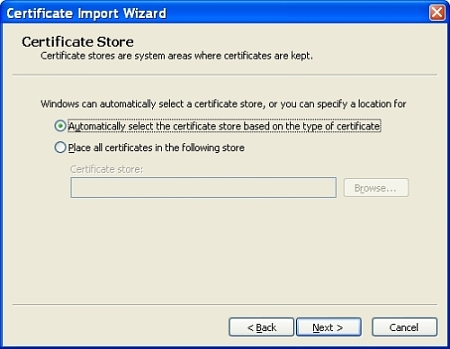 Certificate Import Wizard
Certificate Store
Certificate stores are system areas where certificates are kept.
Windows can automatically select a certificate store, or you can specify a location for
Automatically select the certificate store based on the type of certificate
Place all certificates in the following store
Certificate store:
Browse...
< Back
Next >
Cancel